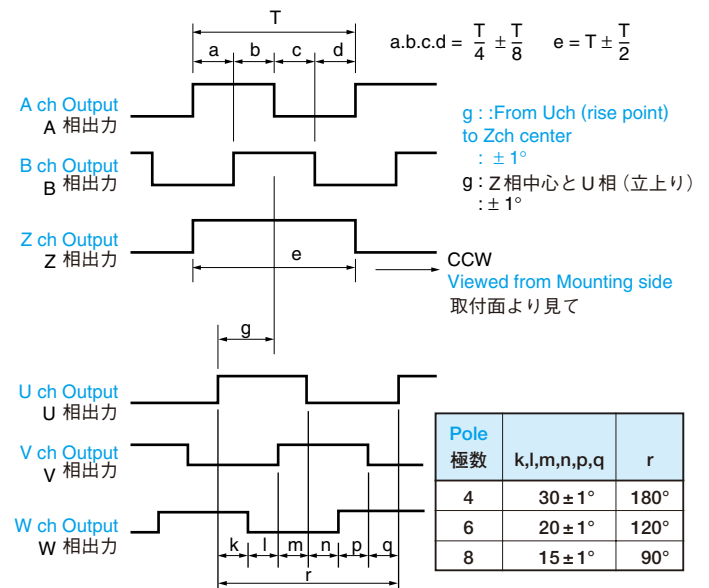 T
a b c d
a.b.c.d = T/4 ± T/8 e = T ± T/2
A ch Output
A 相出力
g : :From Uch (rise point)
to Zch center
: ± 1°
g : Z相中心とU相（立上り）
: ± 1°
B ch Output
B 相出力
Z ch Output
Z 相出力
e
CCW
Viewed from Mounting side
取付面より見て
g
U ch Output
U 相出力
V ch Output
V 相出力
W ch Output
W 相出力
k l m n p q
r
Pole
極数 k,l,m,n,p,q r
4 30±1° 180°
6 20±1° 120°
8 15±1° 90°